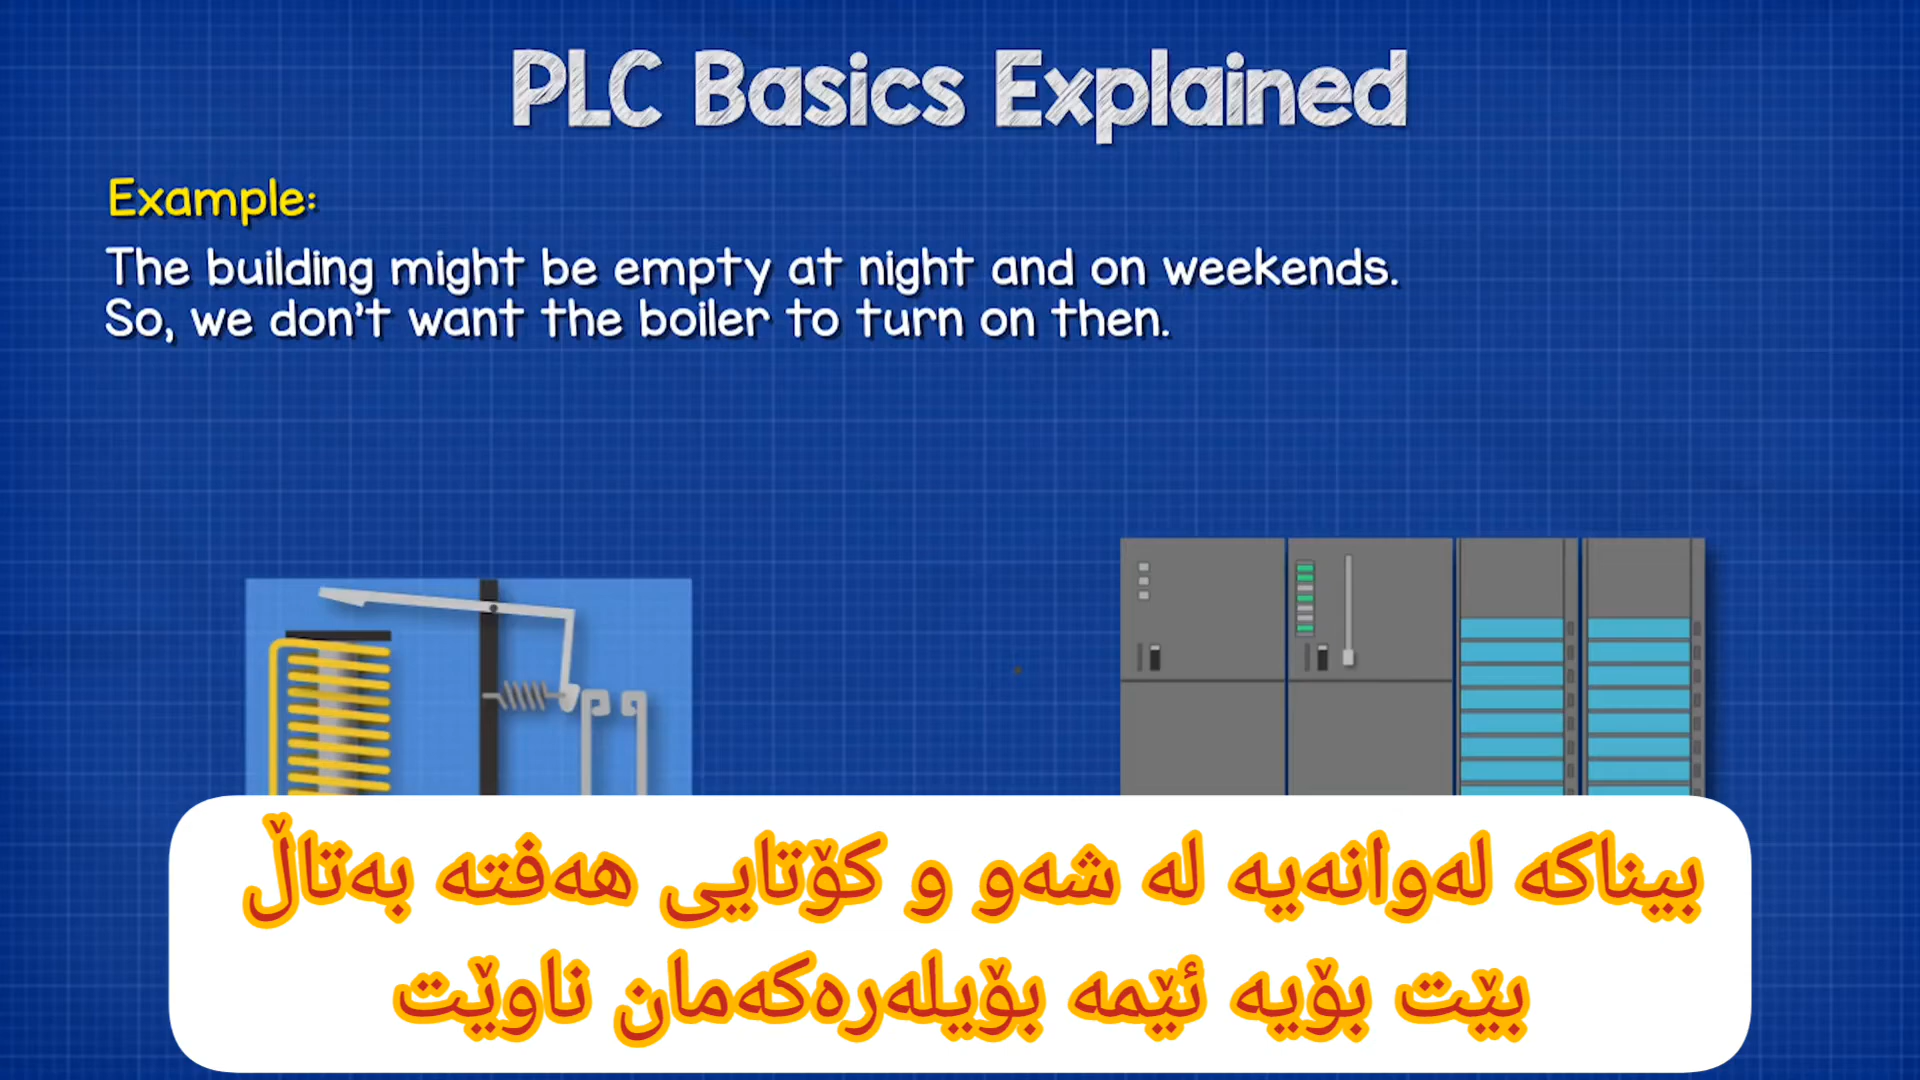 PLC Basics Explained
Example:
The building might be empty at night and on weekends.
So, we don't want the boiler to turn on then.
بیناکە لەوانەیە لە شەو و کۆتایی هەفتە بەتاڵ
بێت بۆیە ئێمە بۆیلەرەکەمان ناوێت